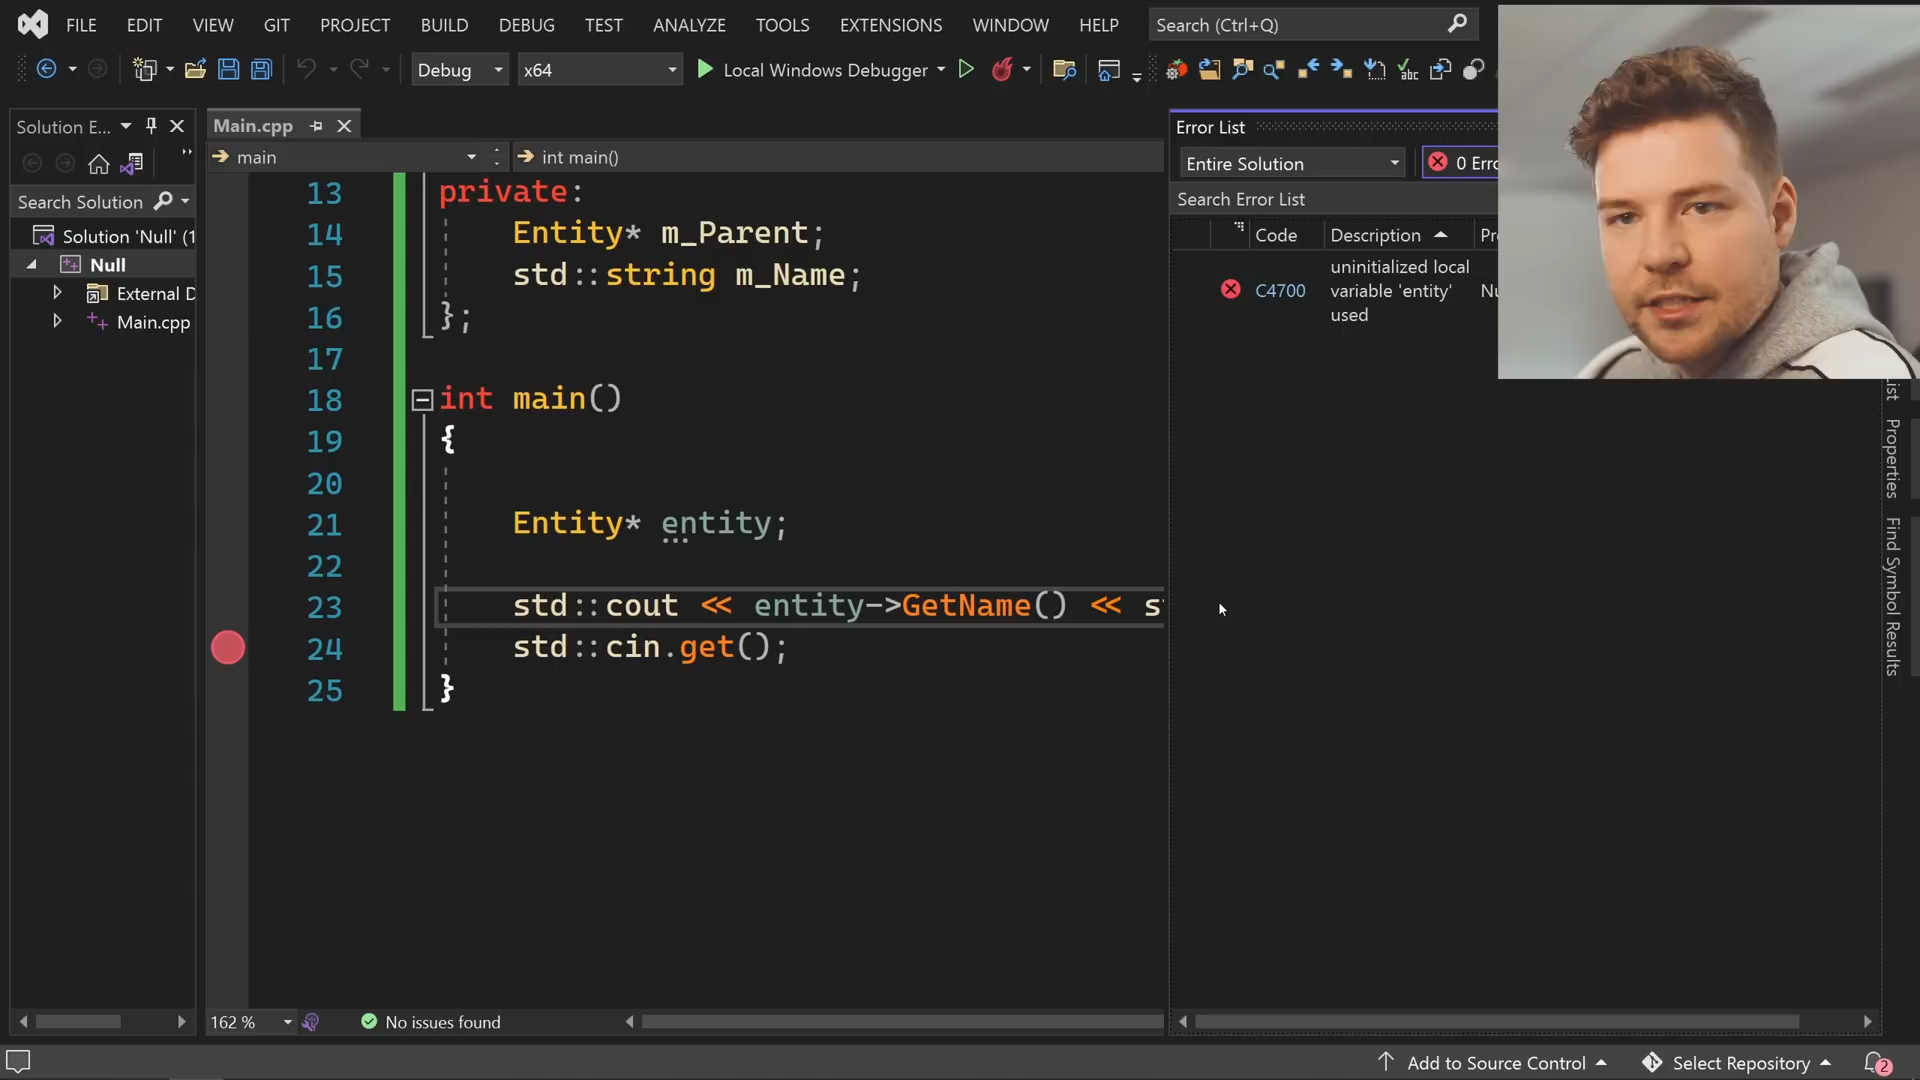 FILE EDIT VIEW GIT PROJECT BUILD DEBUG TEST ANALYZE TOOLS EXTENSIONS WINDOW HELP Search (Ctrl+Q)
Debug x64 Local Windows Debugger
Solution E...
Search Solution
Solution 'Null' (1
Null
External D
Main.cpp
Main.cpp
main int main()
13 private:
14 Entity* m_Parent;
15 std::string m_Name;
16 };
17
18 int main()
19 {
20
21 Entity* entity;
22
23 std::cout << entity->GetName() << s
24 std::cin.get();
25 }
162 % No issues found
Error List
Entire Solution 0 Erro
Search Error List
Code Description
C4700 uninitialized local
variable 'entity'
used
Properties
Find Symbol Results
Add to Source Control Select Repository 2